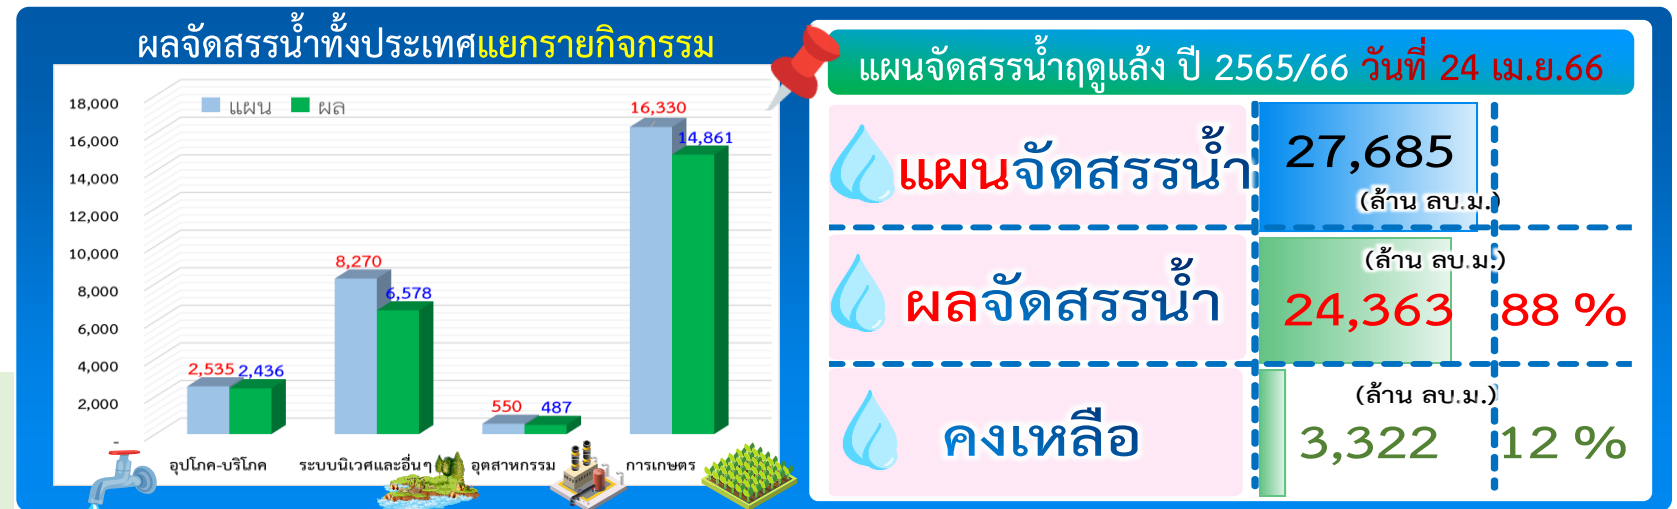 ผลจัดสรรน้ำทั้งประเทศแยกรายกิจกรรม
18,000
16,000
14,000
12,000
10,000
8,000
6,000
4,000
2,000
-
แผน ผล
2,535 2,436
8,270 6,578
550 487
16,330 14,861
อุปโภค-บริโภค ระบบนิเวศและอื่นๆ อุตสาหกรรม การเกษตร
แผนจัดสรรน้ำฤดูแล้ง ปี 2565/66 วันที่ 24 เม.ย.66
แผนจัดสรรน้ำ 27,685
(ล้าน ลบ.ม.)
(ล้าน ลบ.ม.)
ผลจัดสรรน้ำ 24,363 88 %
(ล้าน ลบ.ม.)
คงเหลือ 3,322 12 %